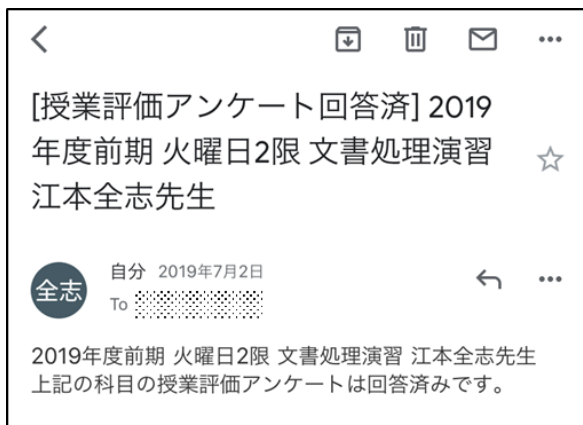 [授業評価アンケート回答済] 2019
年度前期 火曜日2限 文書処理演習
江本全志先生
全志
自分 2019年7月2日
To
2019年度前期 火曜日2限 文書処理演習 江本全志先生
上記の科目の授業評価アンケートは回答済みです。